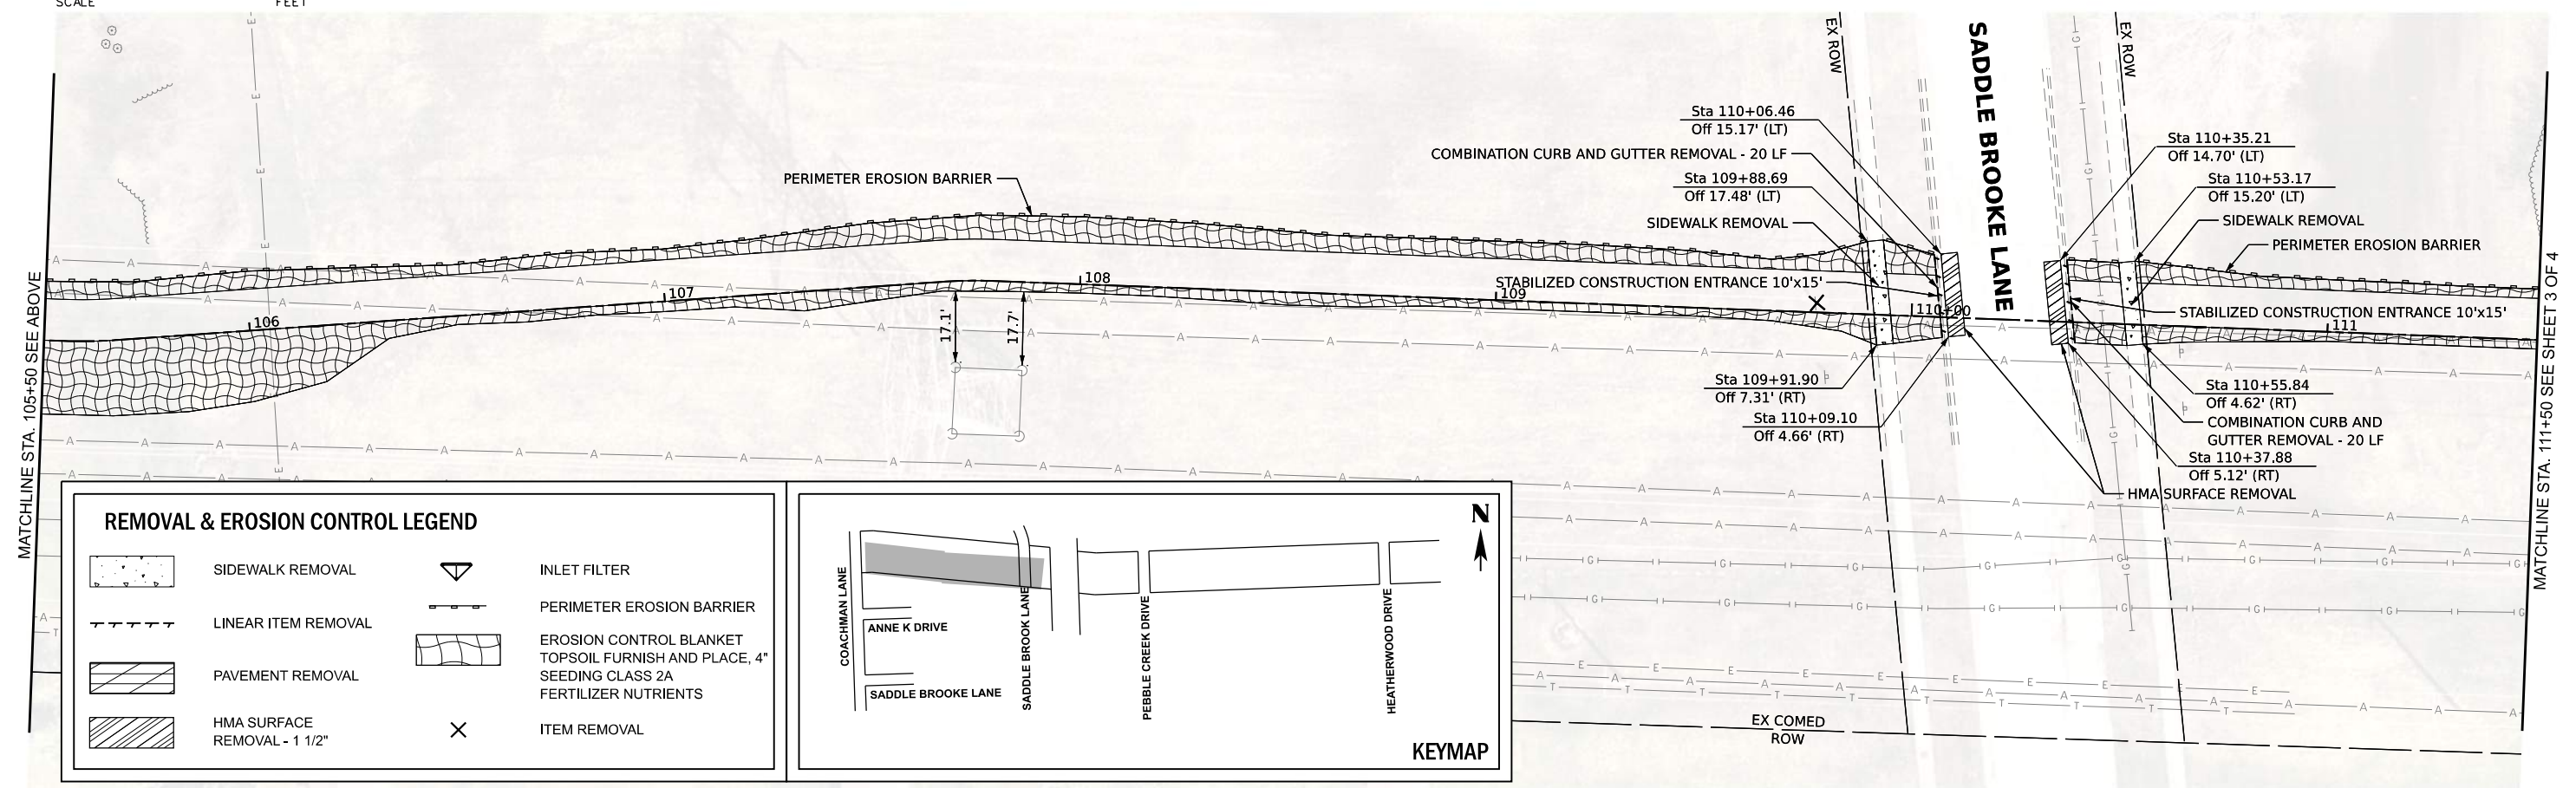 SCALE FEET
EX ROW
SADDLE BROOKE LANE
EX ROW
Sta 110+06.46
Off 15.17' (LT)
COMBINATION CURB AND GUTTER REMOVAL - 20 LF
Sta 109+88.69
Off 17.48' (LT)
SIDEWALK REMOVAL
STABILIZED CONSTRUCTION ENTRANCE 10'x15'
Sta 110+35.21
Off 14.70' (LT)
Sta 110+53.17
Off 15.20' (LT)
SIDEWALK REMOVAL
PERIMETER EROSION BARRIER
STABILIZED CONSTRUCTION ENTRANCE 10'x15'
PERIMETER EROSION BARRIER
106
107
108
109
110+00
111
17.1'
17.7'
MATCHLINE STA. 105+50 SEE ABOVE
MATCHLINE STA. 111+50 SEE SHEET 3 OF 4
Sta 109+91.90
Off 7.31' (RT)
Sta 110+09.10
Off 4.66' (RT)
Sta 110+55.84
Off 4.62' (RT)
COMBINATION CURB AND
GUTTER REMOVAL - 20 LF
Sta 110+37.88
Off 5.12' (RT)
HMA SURFACE REMOVAL
EX COMED
ROW
REMOVAL & EROSION CONTROL LEGEND
SIDEWALK REMOVAL
LINEAR ITEM REMOVAL
PAVEMENT REMOVAL
HMA SURFACE
REMOVAL - 1 1/2"
INLET FILTER
PERIMETER EROSION BARRIER
EROSION CONTROL BLANKET
TOPSOIL FURNISH AND PLACE, 4"
SEEDING CLASS 2A
FERTILIZER NUTRIENTS
ITEM REMOVAL
N
COACHMAN LANE
ANNE K DRIVE
SADDLE BROOKE LANE
SADDLE BROOK LANE
PEBBLE CREEK DRIVE
HEATHERWOOD DRIVE
KEYMAP